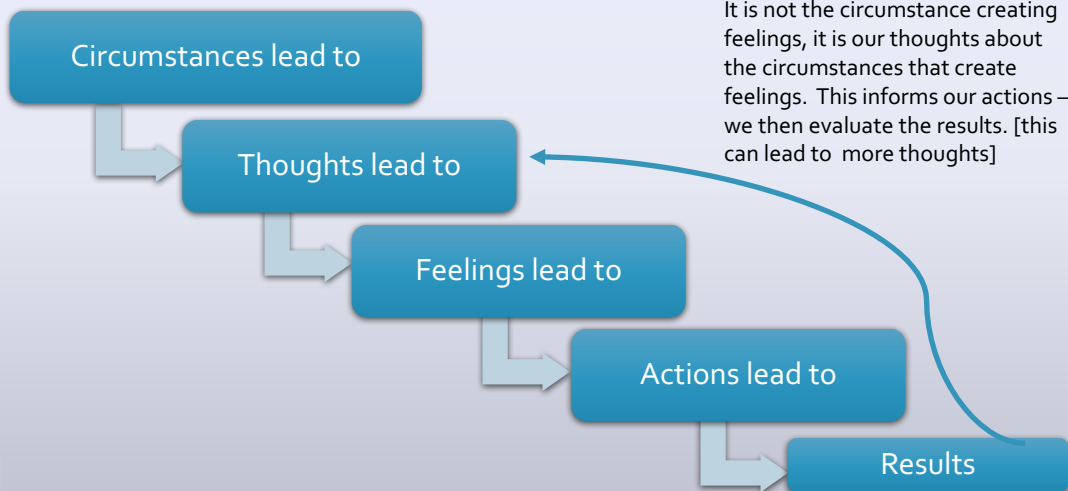 It is not the circumstance creating
feelings, it is our thoughts about
the circumstances that create
feelings. This informs our actions –
we then evaluate the results. [this
can lead to more thoughts]
Circumstances lead to
Thoughts lead to
Feelings lead to
Actions lead to
Results